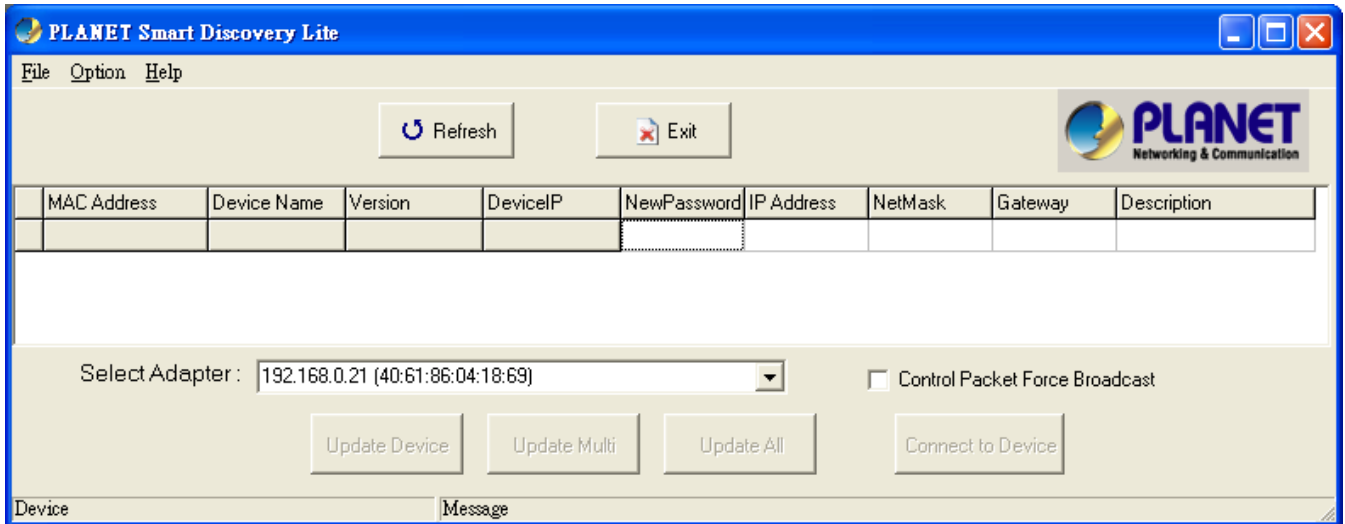 PLANET Smart Discovery Lite
File Option Help
Refresh Exit
PLANET
Networking & Communication
MAC Address Device Name Version DeviceIP NewPassword IP Address NetMask Gateway Description
Select Adapter : 192.168.0.21 (40:61:86:04:18:69) Control Packet Force Broadcast
Update Device Update Multi Update All Connect to Device
Device Message